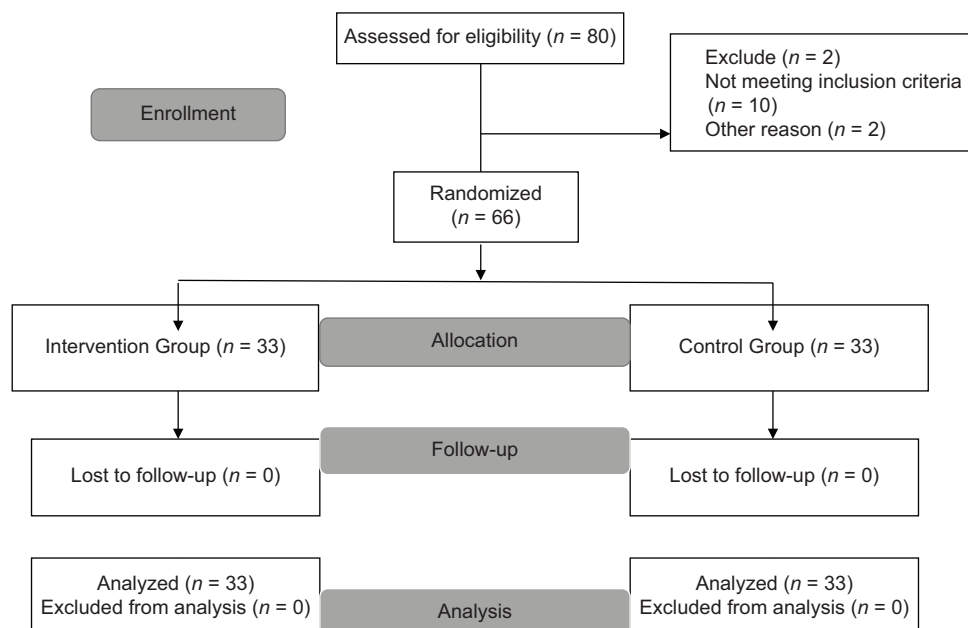 Assessed for eligibility (n = 80)
Exclude (n = 2)
Not meeting inclusion criteria
(n = 10)
Other reason (n = 2)
Enrollment
Randomized
(n = 66)
Intervention Group (n = 33)
Allocation
Control Group (n = 33)
Lost to follow-up (n = 0)
Follow-up
Lost to follow-up (n = 0)
Analyzed (n = 33)
Excluded from analysis (n = 0)
Analysis
Analyzed (n = 33)
Excluded from analysis (n = 0)